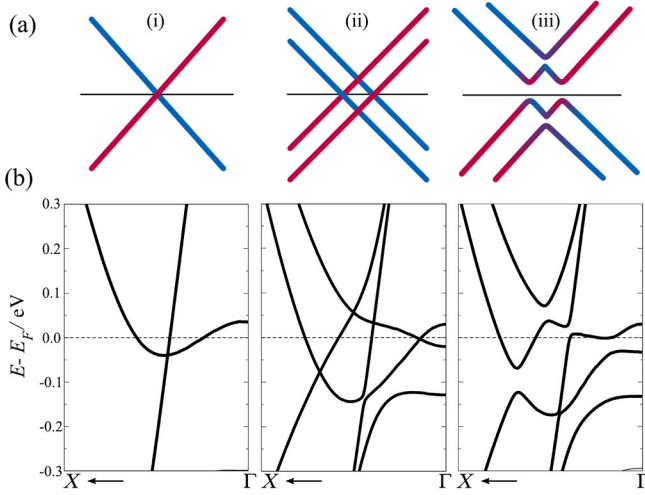 (a)
(i)
(ii)
(iii)
(b)
E- E_F/ eV
0.3
0.2
0.1
0.0
-0.1
-0.2
-0.3
X ← Γ
X ← Γ
X ← Γ